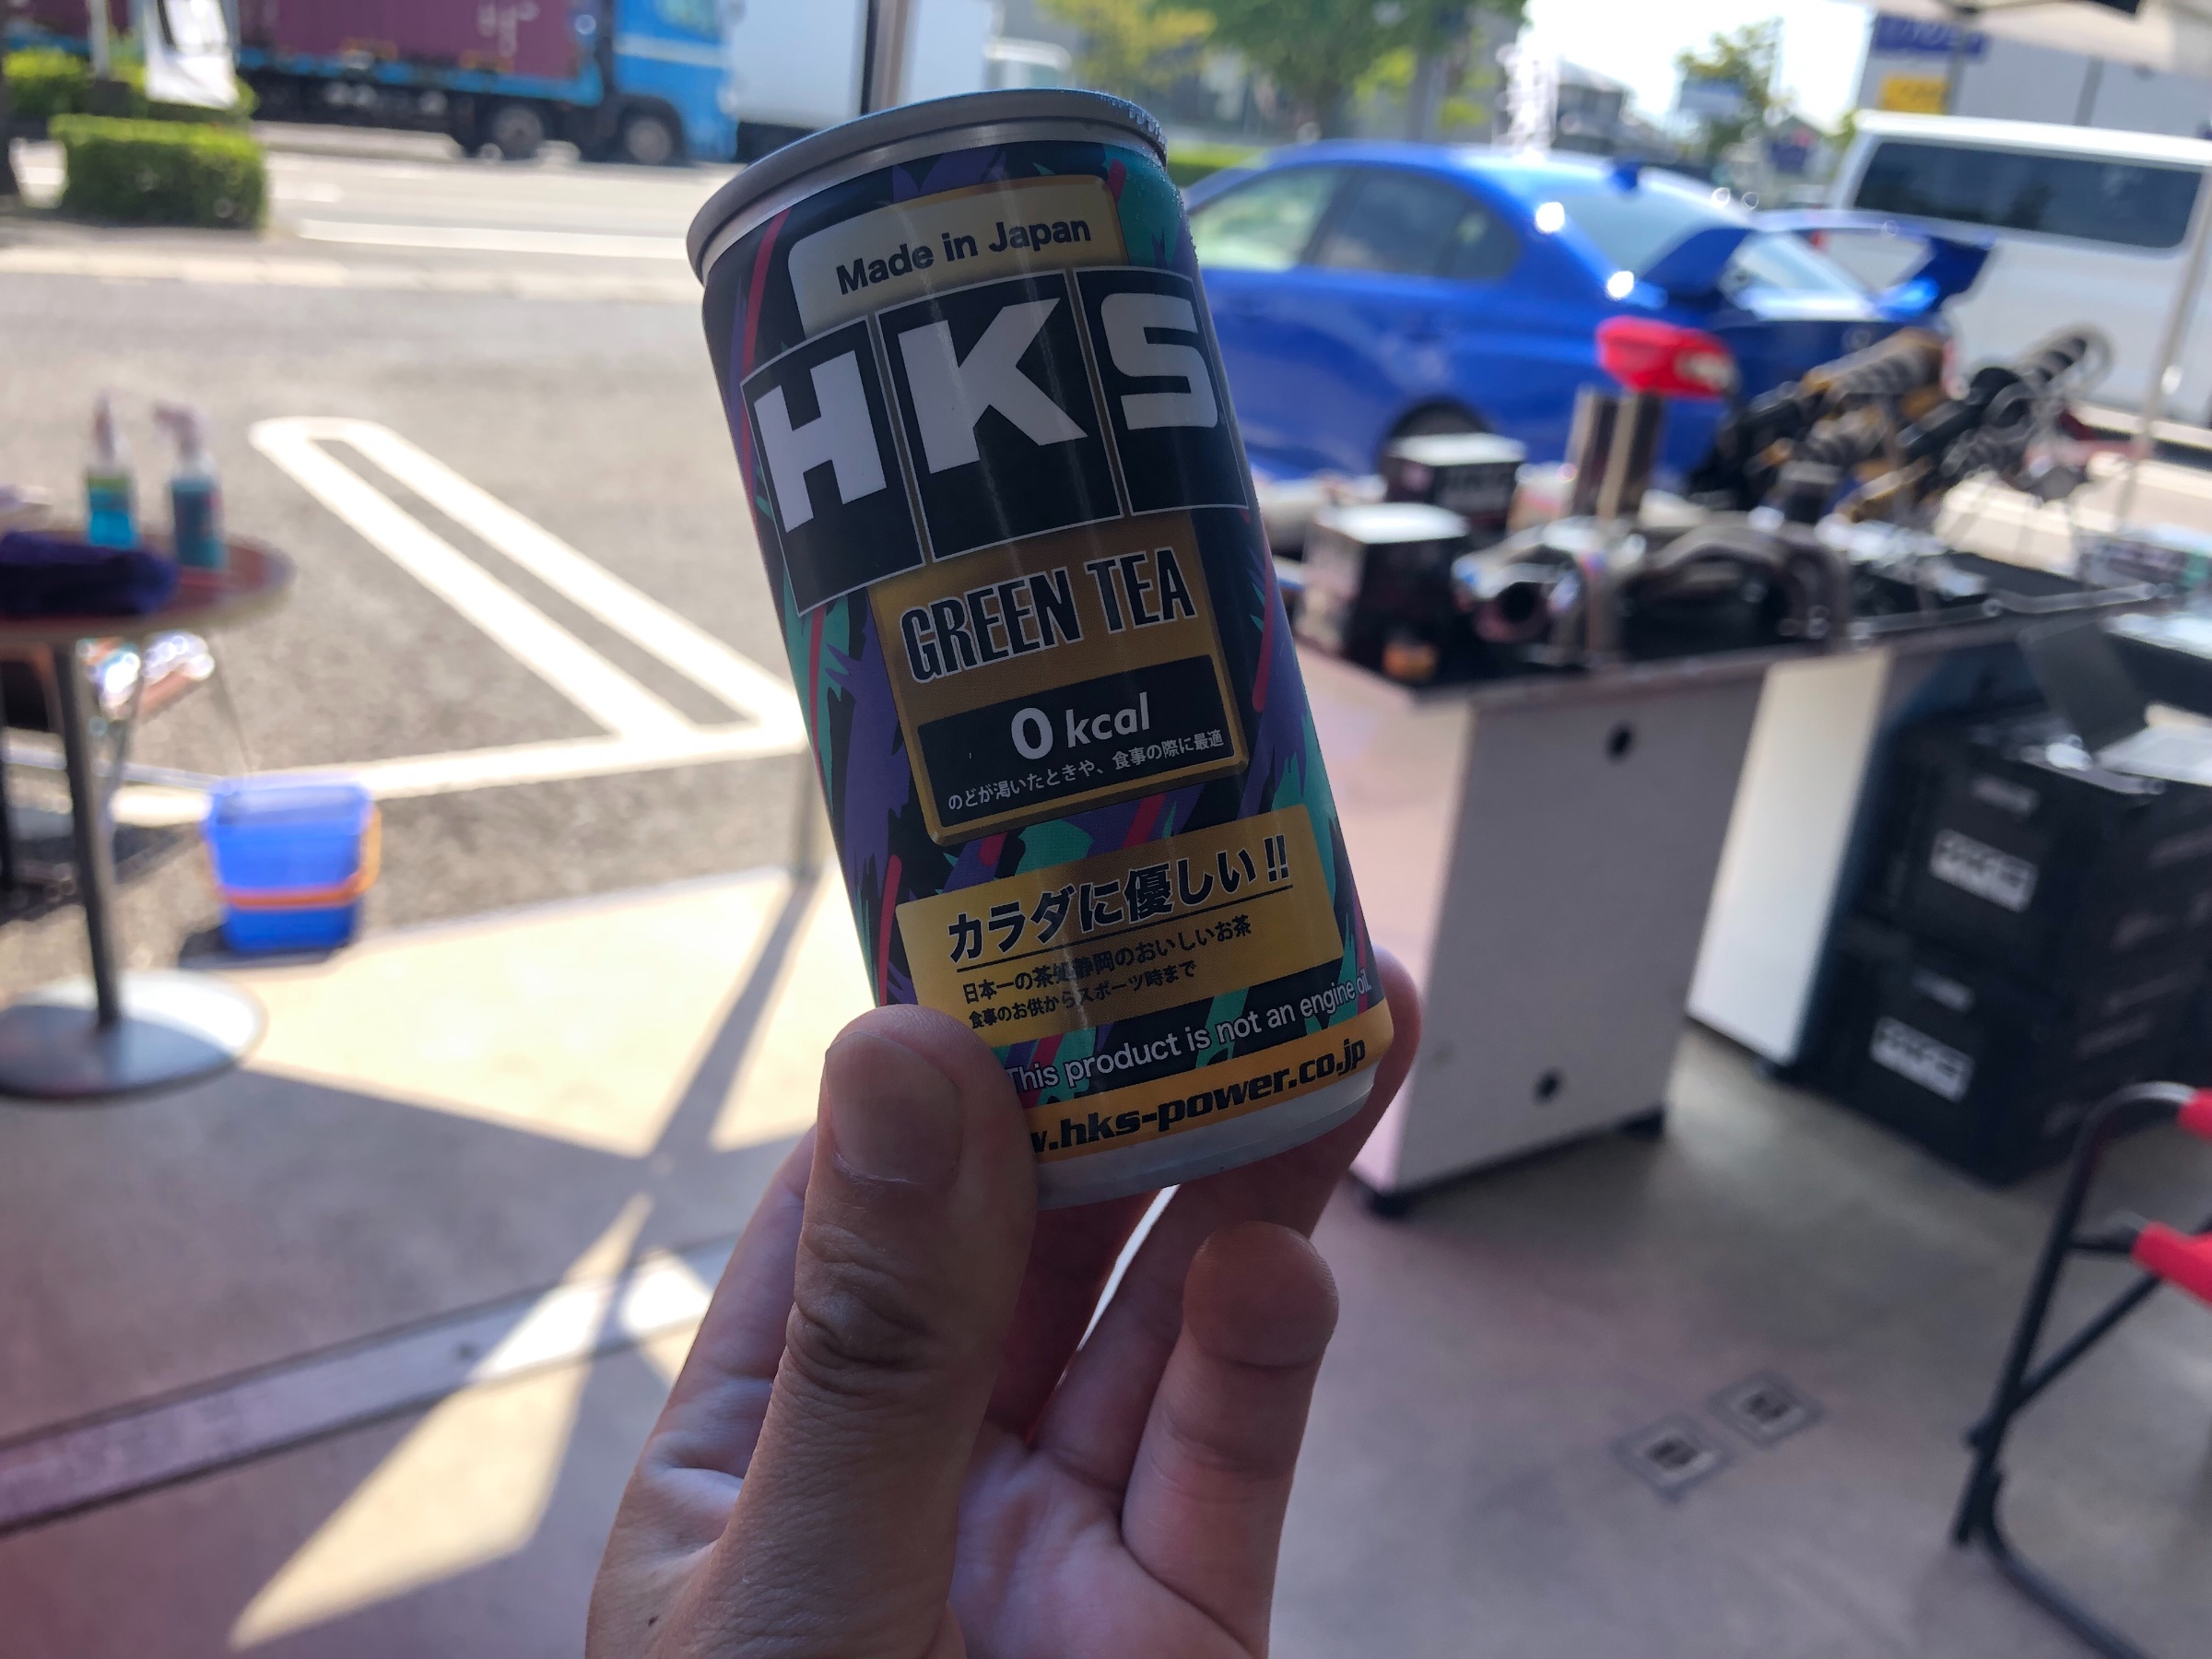 Made in Japan
HKS
GREEN TEA
0 kcal
のどが渇いたときや、食事の際に最適
カラダに優しい!!
日本一の茶処静岡のおいしいお茶
食事のお供からスポーツ時まで
This product is not an engine oil.
w.hks-power.co.jp